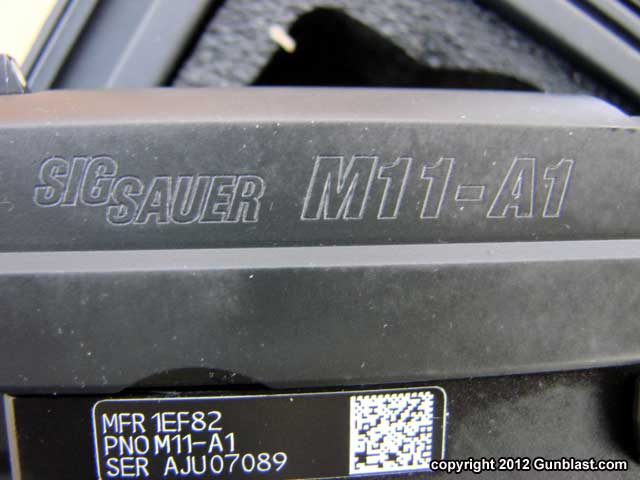 SIG SAUER M11-A1
MFR 1EF82
PNO M11-A1
SER AJU07089
copyright 2012 Gunblast.com